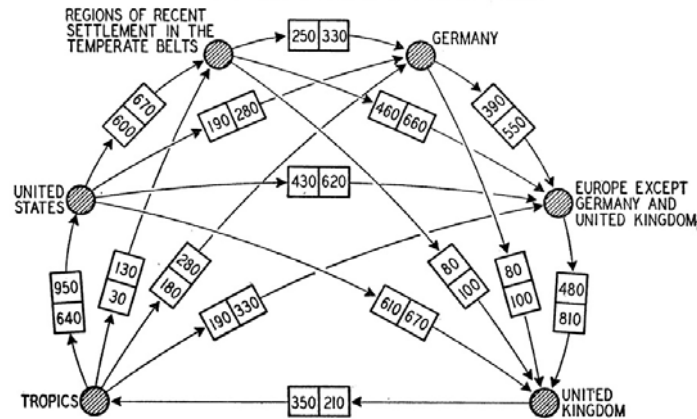 REGIONS OF RECENT
SETTLEMENT IN THE
TEMPERATE BELTS
250 330
GERMANY
670
600
190 280
460 660
390
550
UNITED
STATES
430 620
EUROPE EXCEPT
GERMANY AND
UNITED KINGDOM
950
640
130
30
280
180
190 330
610 670
80
100
80
100
480
810
TROPICS
350 210
UNITED
KINGDOM